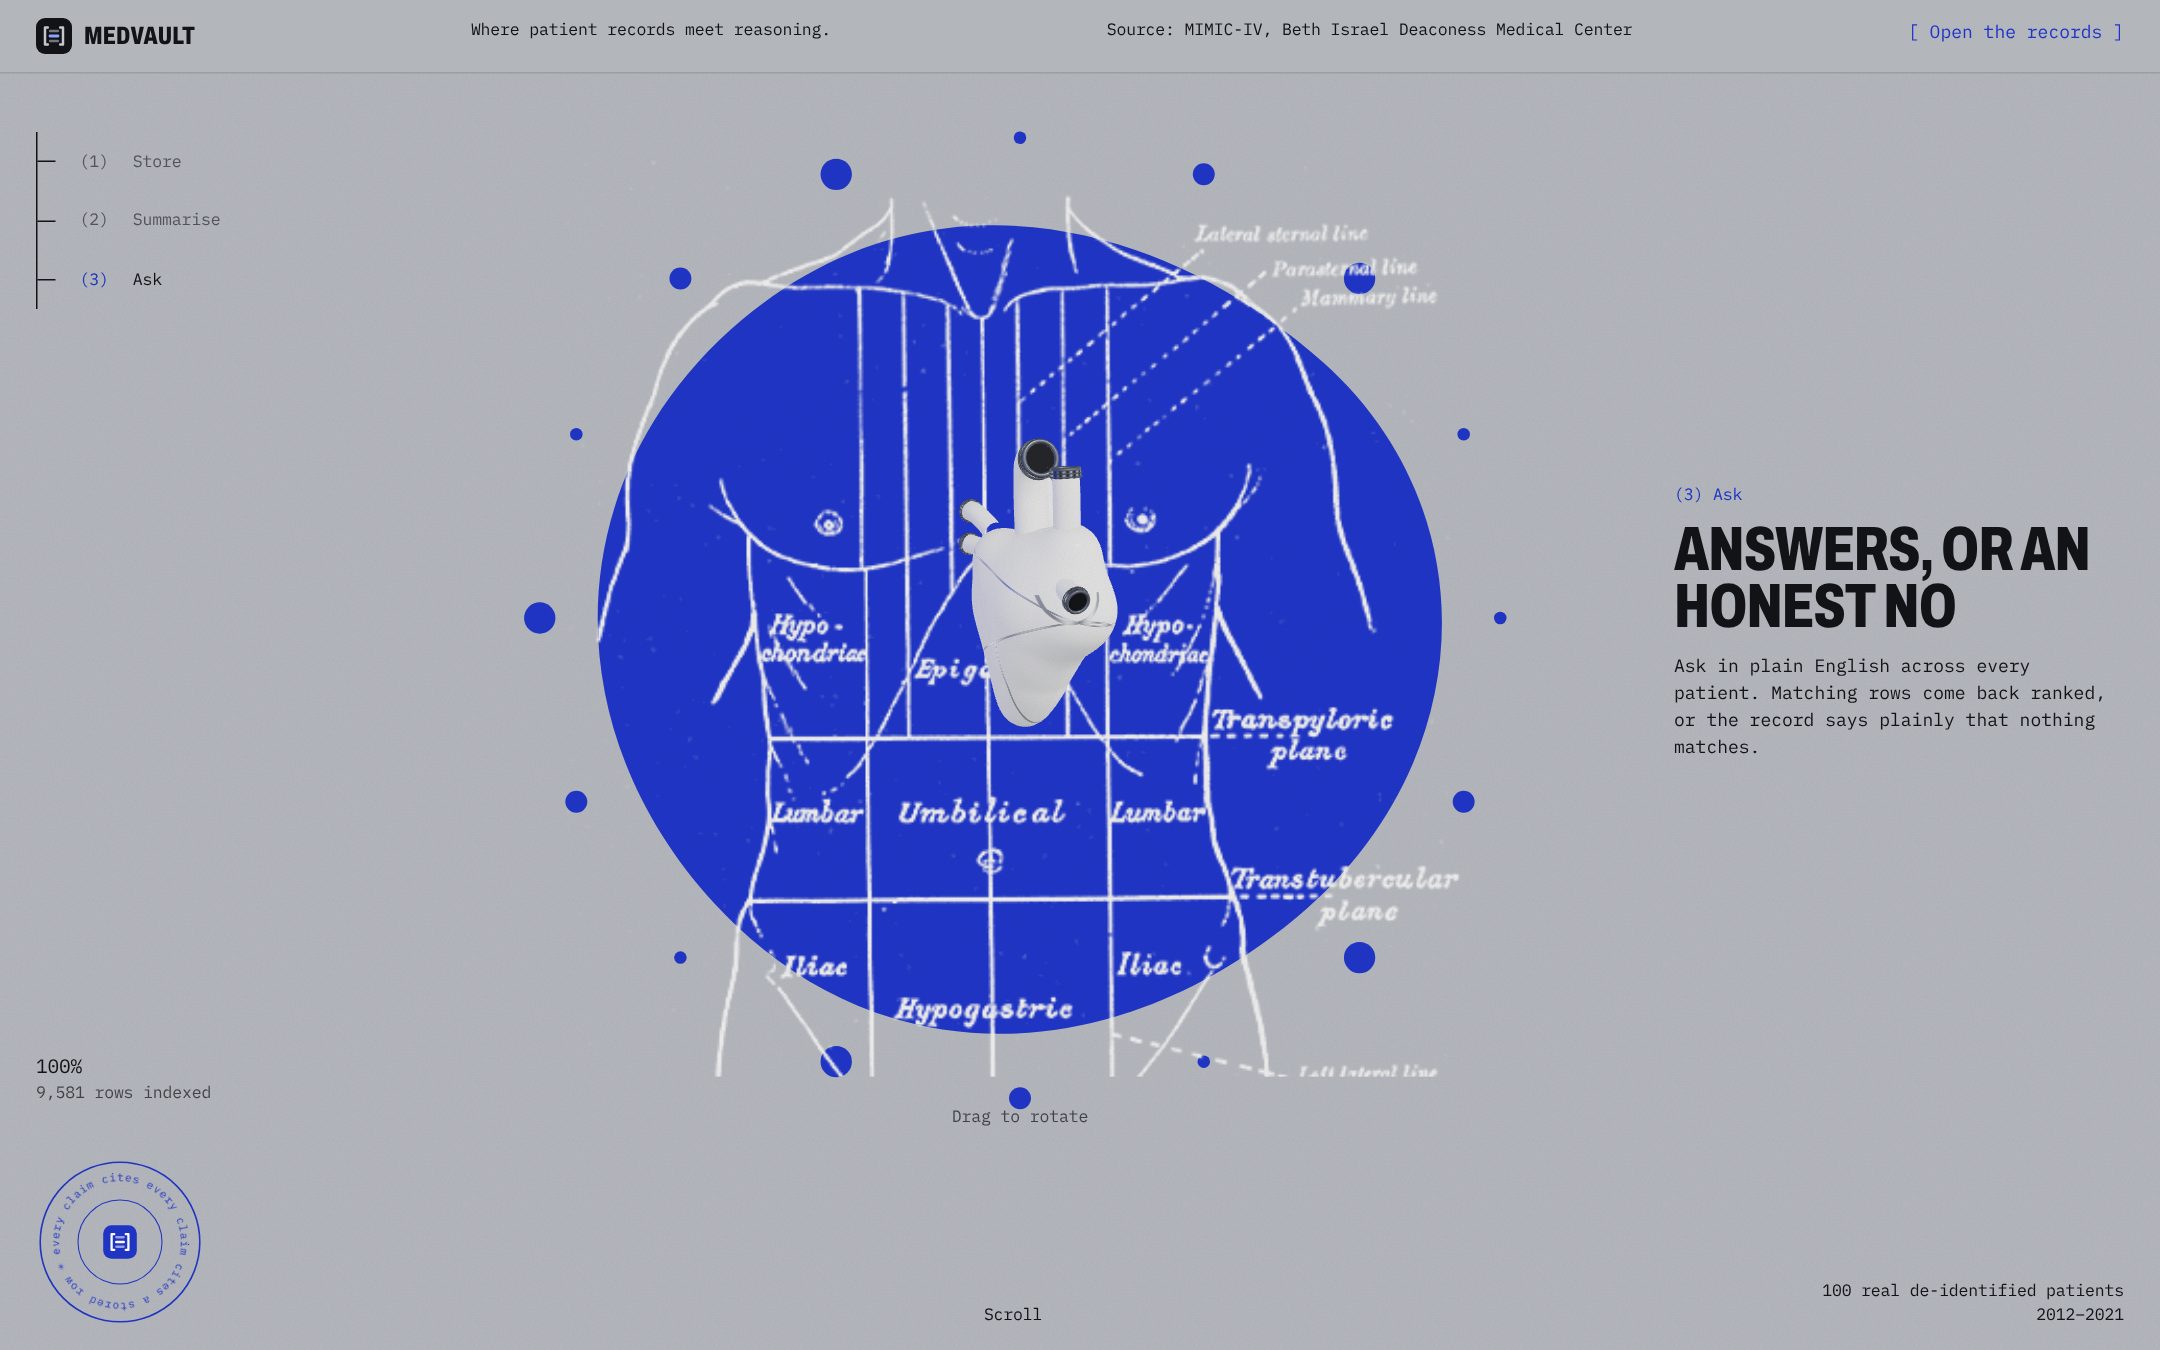 MEDVAULT
Where patient records meet reasoning.
Source: MIMIC-IV, Beth Israel Deaconess Medical Center
[ Open the records ]
(1) Store
(2) Summarise
(3) Ask
Lateral sternal line
Parasternal line
Mammary line
Hypo-
chondriac
Hypo-
chondriac
Transpyloric
plane
Lumbar
Umbilical
Lumbar
Transtubercular
plane
Iliac
Iliac
Hypogastric
Left lateral line
(3) Ask
ANSWERS, OR AN
HONEST NO
Ask in plain English across every
patient. Matching rows come back ranked,
or the record says plainly that nothing
matches.
100%
9,581 rows indexed
Drag to rotate
every claim cites every claim cites a stored row *
Scroll
100 real de-identified patients
2012–2021